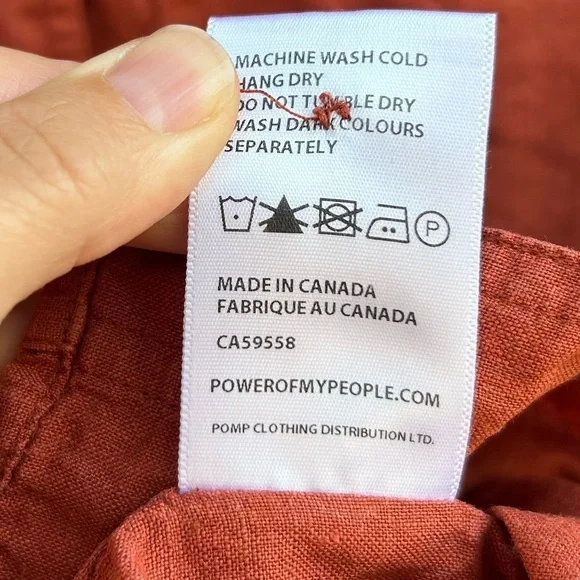 MACHINE WASH COLD
HANG DRY
DO NOT TUMBLE DRY
WASH DARK COLOURS
SEPARATELY
P
MADE IN CANADA
FABRIQUE AU CANADA
CA59558
POWEROFMYPEOPLE.COM
POMP CLOTHING DISTRIBUTION LTD.